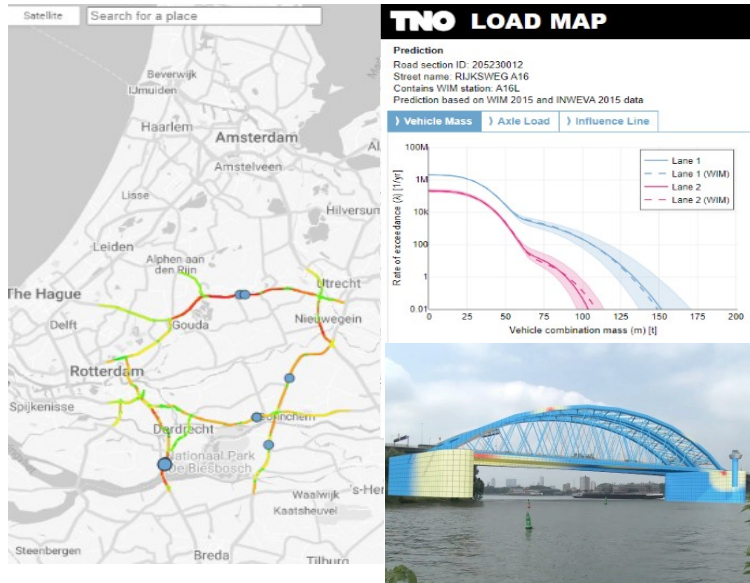 Satellite
Search for a place
Beverwijk
IJmuiden
Haarlem
Amsterdam
Amstelveen
Al
Lisse
Hilversum
Leiden
Alphen aan
den Rijn
Utrecht
The Hague
Delft
Gouda
Nieuwegein
Rotterdam
Spijkenisse
Dordrecht
Nationaal Park
De Biesbosch
Waalwijk
's-Her
Kaatsheuvel
Steenbergen
Breda
Tilburg
TNO LOAD MAP
Prediction
Road section ID: 205230012
Street name: RIJKSWEG A16
Contains WIM station: A16L
Prediction based on WIM 2015 and INWEVA 2015 data
⟩ Vehicle Mass ⟩ Axle Load ⟩ Influence Line
Rate of exceedance (λ) [1/yr]
100M
1M
10k
100
1
0.01
0 25 50 75 100 125 150 175 200
Vehicle combination mass (m) [t]
Lane 1
Lane 1 (WIM)
Lane 2
Lane 2 (WIM)